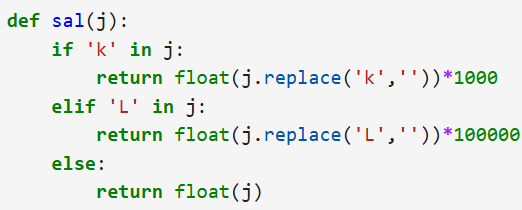 def sal(j):
    if 'k' in j:
        return float(j.replace('k',''))*1000
    elif 'L' in j:
        return float(j.replace('L',''))*100000
    else:
        return float(j)